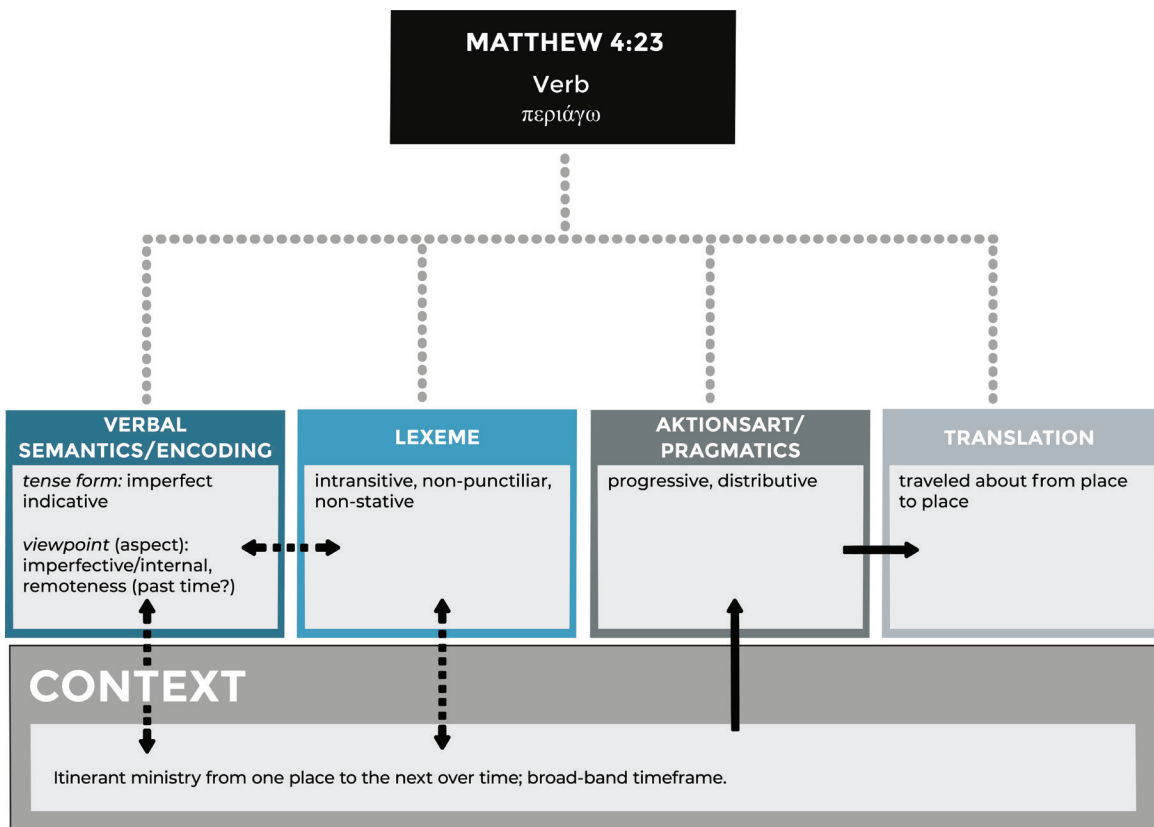 MATTHEW 4:23
Verb
περιάγω
VERBAL
SEMANTICS/ENCODING
tense form: imperfect
indicative
viewpoint (aspect):
imperfective/internal,
remoteness (past time?)
LEXEME
intransitive, non-punctiliar,
non-stative
AKTIONSART/
PRAGMATICS
progressive, distributive
TRANSLATION
traveled about from place
to place
CONTEXT
Itinerant ministry from one place to the next over time; broad-band timeframe.